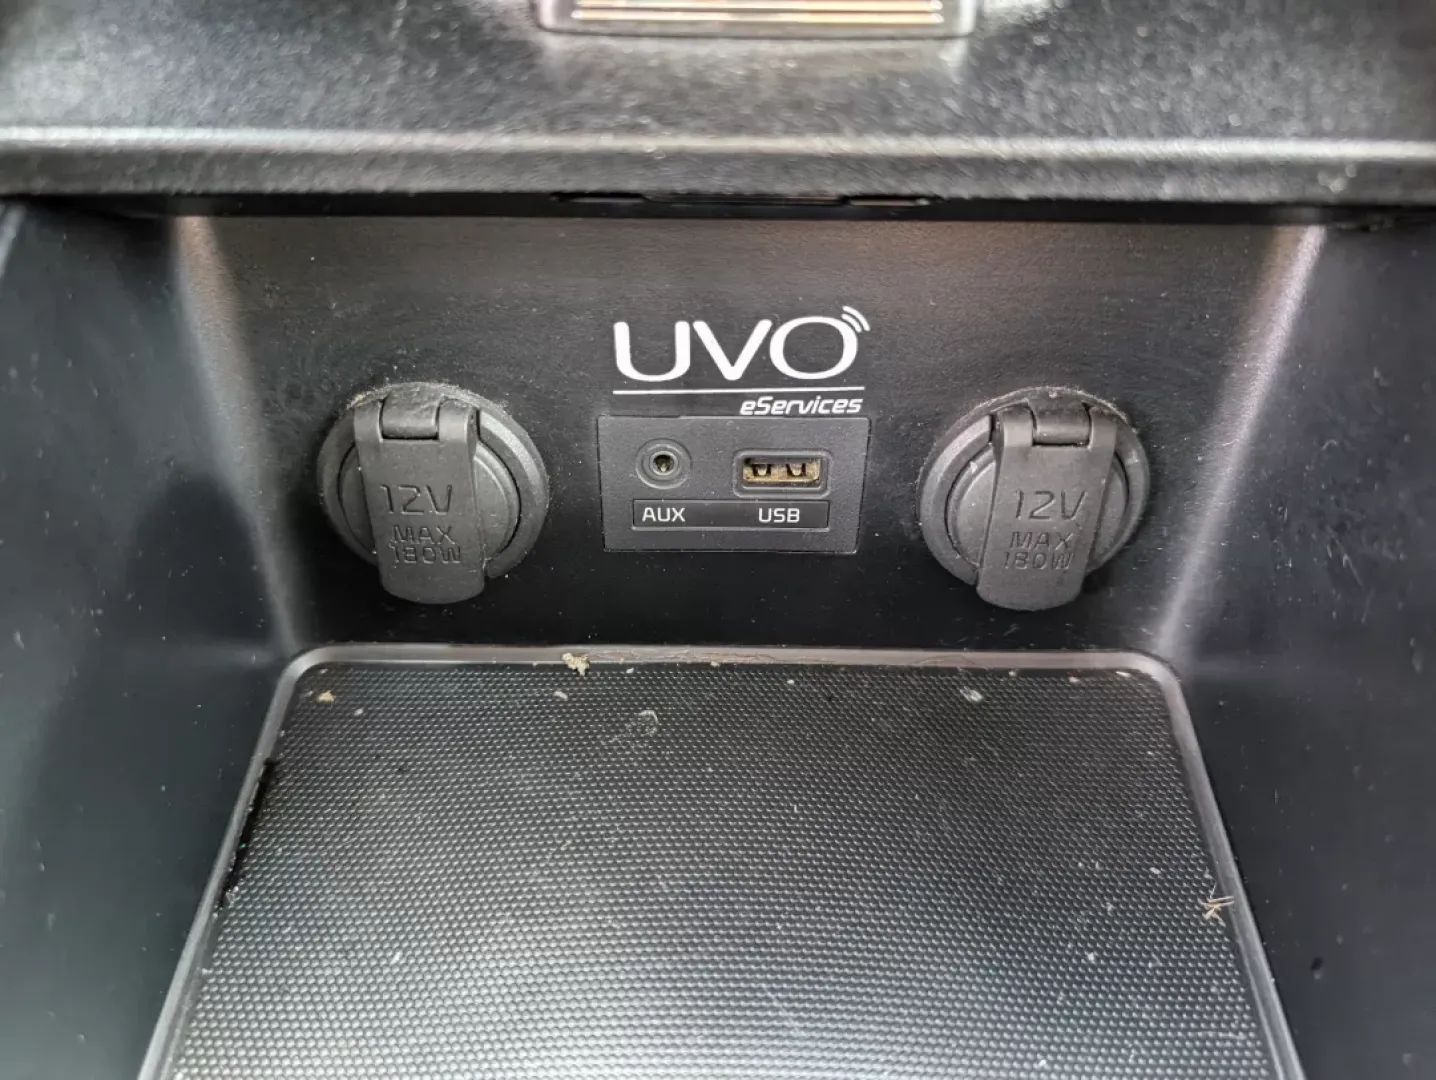 UVO
eServices
12V
MAX
180W
AUX USB
12V
MAX
180W